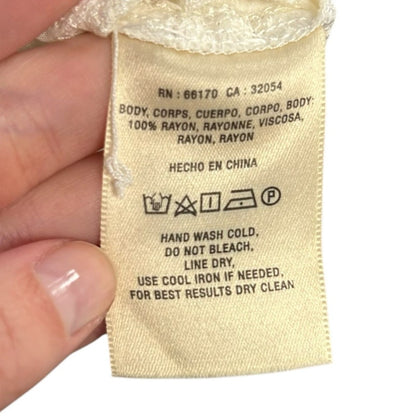 RN : 66170 CA : 32054
BODY, CORPS, CUERPO, CORPO, BODY:
100% RAYON, RAYONNE, VISCOSA,
RAYON, RAYON
HECHO EN CHINA
P
HAND WASH COLD,
DO NOT BLEACH,
LINE DRY,
USE COOL IRON IF NEEDED,
FOR BEST RESULTS DRY CLEAN